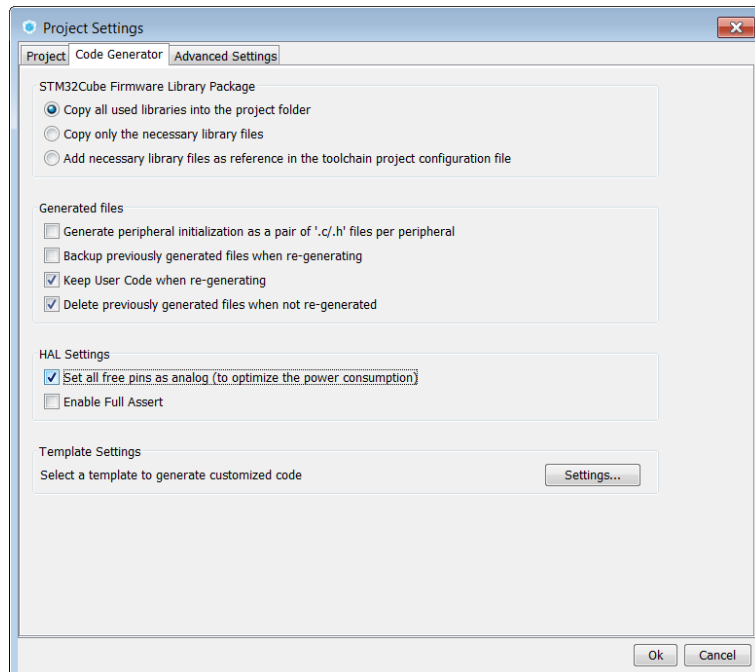 Project Settings
Project Code Generator Advanced Settings
STM32Cube Firmware Library Package
Copy all used libraries into the project folder
Copy only the necessary library files
Add necessary library files as reference in the toolchain project configuration file
Generated files
Generate peripheral initialization as a pair of '.c/.h' files per peripheral
Backup previously generated files when re-generating
Keep User Code when re-generating
Delete previously generated files when not re-generated
HAL Settings
Set all free pins as analog (to optimize the power consumption)
Enable Full Assert
Template Settings
Select a template to generate customized code Settings...
Ok Cancel